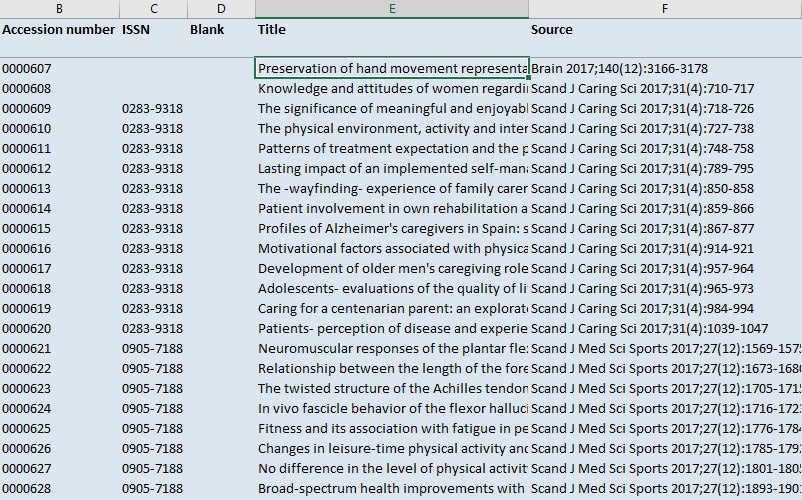 B C D E F
Accession number ISSN Blank Title Source
0000607 Preservation of hand movement representa Brain 2017;140(12):3166-3178
0000608 Knowledge and attitudes of women regardi Scand J Caring Sci 2017;31(4):710-717
0000609 0283-9318 The significance of meaningful and enjoyabl Scand J Caring Sci 2017;31(4):718-726
0000610 0283-9318 The physical environment, activity and inter Scand J Caring Sci 2017;31(4):727-738
0000611 0283-9318 Patterns of treatment expectation and the p Scand J Caring Sci 2017;31(4):748-758
0000612 0283-9318 Lasting impact of an implemented self-man Scand J Caring Sci 2017;31(4):789-795
0000613 0283-9318 The -wayfinding- experience of family carer Scand J Caring Sci 2017;31(4):850-858
0000614 0283-9318 Patient involvement in own rehabilitation a Scand J Caring Sci 2017;31(4):859-866
0000615 0283-9318 Profiles of Alzheimer's caregivers in Spain: s Scand J Caring Sci 2017;31(4):867-877
0000616 0283-9318 Motivational factors associated with physica Scand J Caring Sci 2017;31(4):914-921
0000617 0283-9318 Development of older men's caregiving role Scand J Caring Sci 2017;31(4):957-964
0000618 0283-9318 Adolescents- evaluations of the quality of li Scand J Caring Sci 2017;31(4):965-973
0000619 0283-9318 Caring for a centenarian parent: an explorat Scand J Caring Sci 2017;31(4):984-994
0000620 0283-9318 Patients- perception of disease and experie Scand J Caring Sci 2017;31(4):1039-1047
0000621 0905-7188 Neuromuscular responses of the plantar fle Scand J Med Sci Sports 2017;27(12):1569-1575
0000622 0905-7188 Relationship between the length of the fore Scand J Med Sci Sports 2017;27(12):1673-1680
0000623 0905-7188 The twisted structure of the Achilles tendon Scand J Med Sci Sports 2017;27(12):1705-1715
0000624 0905-7188 In vivo fascicle behavior of the flexor halluci Scand J Med Sci Sports 2017;27(12):1716-172
0000625 0905-7188 Fitness and its association with fatigue in pe Scand J Med Sci Sports 2017;27(12):1776-1784
0000626 0905-7188 Changes in leisure-time physical activity and Scand J Med Sci Sports 2017;27(12):1785-179
0000627 0905-7188 No difference in the level of physical activit Scand J Med Sci Sports 2017;27(12):1801-180
0000628 0905-7188 Broad-spectrum health improvements with Scand J Med Sci Sports 2017;27(12):1893-190